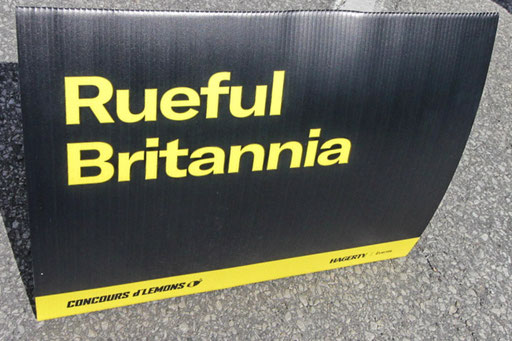 Rueful
Britannia
CONCOURS d'LEMONS
HAGERTY